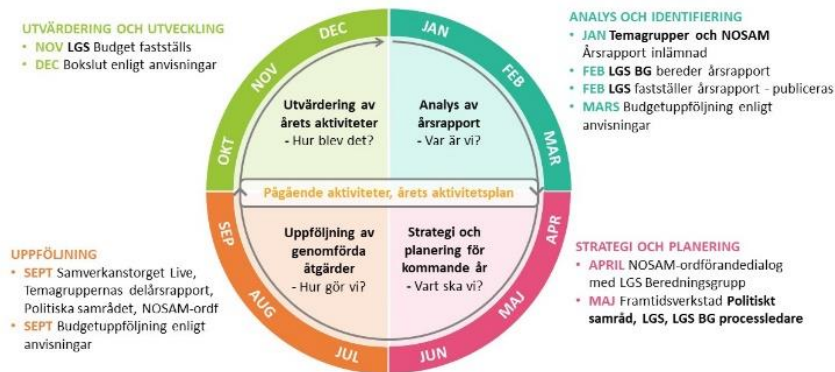 UTVÄRDERING OCH UTVECKLING
• NOV LGS Budget fastställs
• DEC Bokslut enligt anvisningar
ANALYS OCH IDENTIFIERING
• JAN Temagrupper och NOSAM
Årsrapport inlämnad
• FEB LGS BG bereder årsrapport
• FEB LGS fastställer årsrapport - publiceras
• MARS Budgetuppföljning enligt
anvisningar
OKT
NOV
DEC
JAN
FEB
MAR
Utvärdering av
årets aktiviteter
- Hur blev det?
Analys av
årsrapport
- Var är vi?
Pågående aktiviteter, årets aktivitetsplan
Uppföljning av
genomförda
åtgärder
- Hur gör vi?
Strategi och
planering för
kommande år
- Vart ska vi?
SEP
AUG
JUL
JUN
MAJ
APR
UPPFÖLJNING
• SEPT Samverkanstorget Live,
Temagruppernas delårsrapport,
Politiska samrådet, NOSAM-ordf
• SEPT Budgetuppföljning enligt
anvisningar
STRATEGI OCH PLANERING
• APRIL NOSAM-ordförandedialog
med LGS Beredningsgrupp
• MAJ Framtidsverkstad Politiskt
samråd, LGS, LGS BG processledare